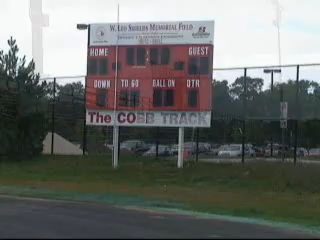 W. Leo Shields Memorial Field
HOME GUEST
DOWN TO GO BALL ON QTR
The COBB TRACK